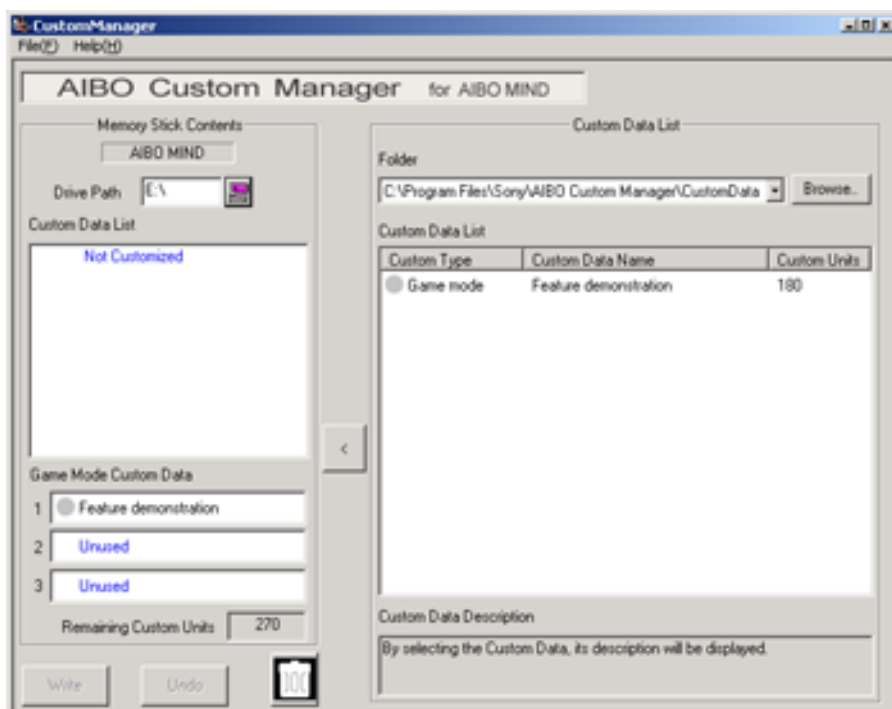 CustomManager
File(F) Help(H)
AIBO Custom Manager for AIBO MIND
Memory Stick Contents
AIBO MIND
Drive Path E:\
Custom Data List
Not Customized
Game Mode Custom Data
1 Feature demonstration
2 Unused
3 Unused
Remaining Custom Units 270
Write Undo
<
Custom Data List
Folder
C:\Program Files\Sony\AIBO Custom Manager\CustomData Browse..
Custom Data List
Custom Type Custom Data Name Custom Units
Game mode Feature demonstration 180
Custom Data Description
By selecting the Custom Data, its description will be displayed.